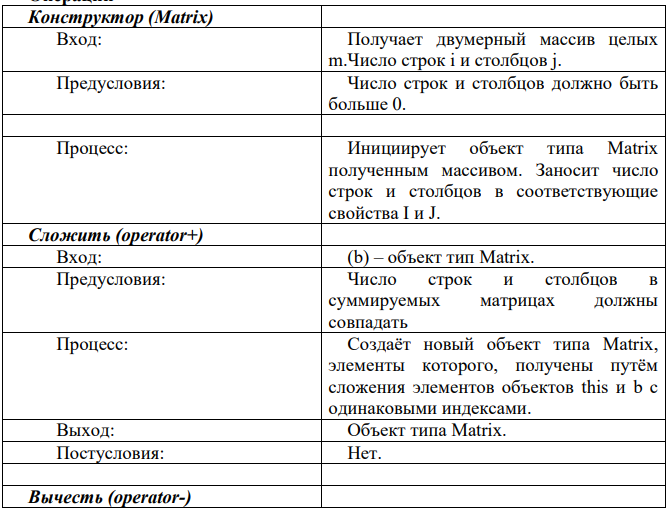 Операции
Конструктор (Matrix)
Вход:
Получает двумерный массив целых
m.Число строк i и столбцов j.
Предусловия:
Число строк и столбцов должно быть
больше 0.
Процесс:
Инициирует объект типа Matrix
полученным массивом. Заносит число
строк и столбцов в соответствующие
свойства I и J.
Сложить (operator+)
Вход:
(b) – объект тип Matrix.
Предусловия:
Число строк и столбцов в
суммируемых матрицах должны
совпадать
Процесс:
Создаёт новый объект типа Matrix,
элементы которого, получены путём
сложения элементов объектов this и b с
одинаковыми индексами.
Выход:
Объект типа Matrix.
Постусловия:
Нет.
Вычесть (operator-)